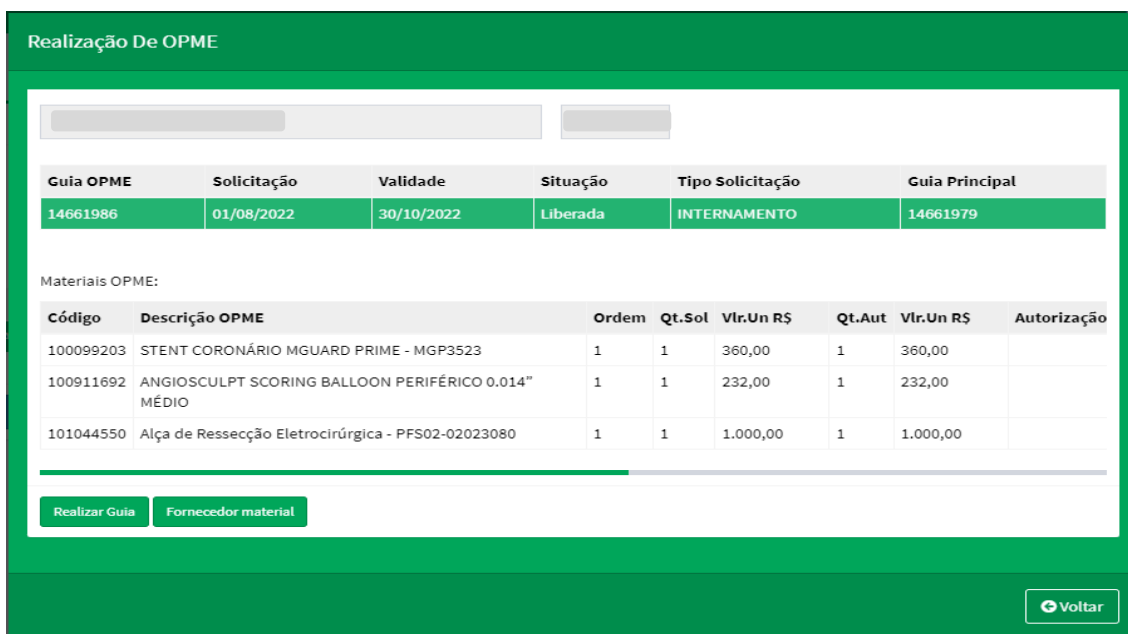 Realização De OPME
Guia OPME Solicitação Validade Situação Tipo Solicitação Guia Principal
14661986 01/08/2022 30/10/2022 Liberada INTERNAMENTO 14661979
Materiais OPME:
Código Descrição OPME Ordem Qt.Sol Vlr.Un R$ Qt.Aut Vlr.Un R$ Autorização
100099203 STENT CORONÁRIO MGUARD PRIME - MGP3523 1 1 360,00 1 360,00
100911692 ANGIOSCULPT SCORING BALLOON PERIFÉRICO 0.014" 1 1 232,00 1 232,00
MÉDIO
101044550 Alça de Ressecção Eletrocirúrgica - PFS02-02023080 1 1 1.000,00 1 1.000,00
Realizar Guia Fornecedor material
Voltar